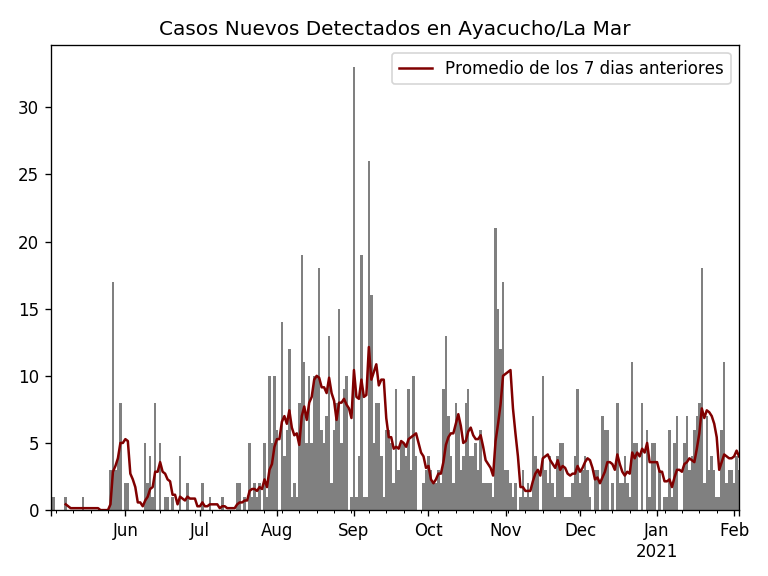 Casos Nuevos Detectados en Ayacucho/La Mar
Promedio de los 7 dias anteriores
30
25
20
15
10
5
0
Jun Jul Aug Sep Oct Nov Dec Jan Feb
2021